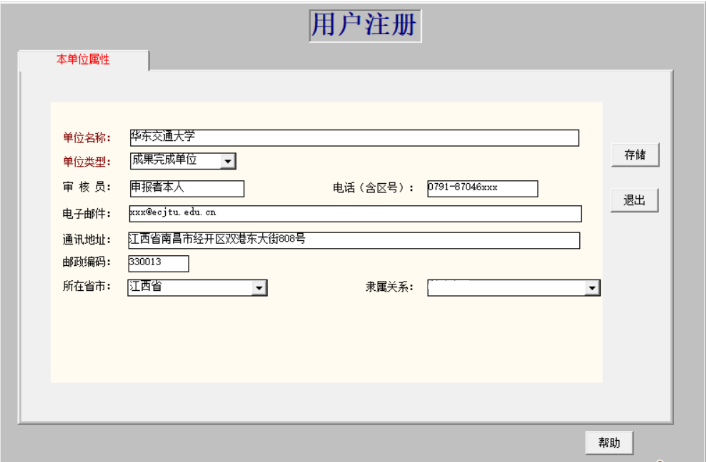 用户注册
本单位属性
单位名称: 华东交通大学
单位类型: 成果完成单位
存储
审 核 员: 申报者本人 电话（含区号）: 0791-87046xxx
退出
电子邮件: xxx@ecjtu.edu.cn
通讯地址: 江西省南昌市经开区双港东大街808号
邮政编码: 330013
所在省市: 江西省 隶属关系:
帮助